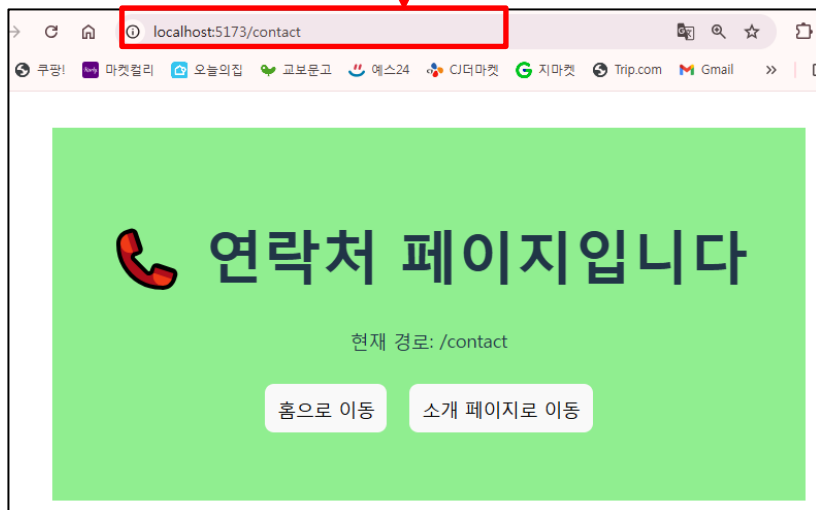 localhost:5173/contact
쿠팡! 마켓컬리 오늘의집 교보문고 예스24 CJ더마켓 지마켓 Trip.com Gmail »
📞 연락처 페이지입니다
현재 경로: /contact
홈으로 이동 소개 페이지로 이동